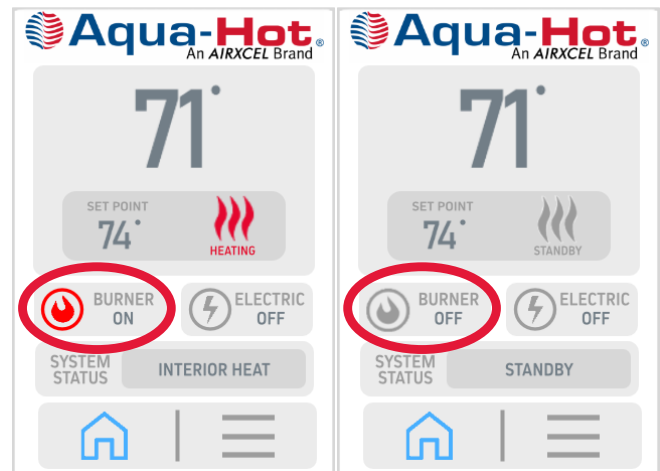 Aqua-Hot®
An AIRXCEL Brand
71°
SET POINT
74°
HEATING
BURNER
ON
ELECTRIC
OFF
SYSTEM
STATUS
INTERIOR HEAT
Aqua-Hot®
An AIRXCEL Brand
71°
SET POINT
74°
STANDBY
BURNER
OFF
ELECTRIC
OFF
SYSTEM
STATUS
STANDBY